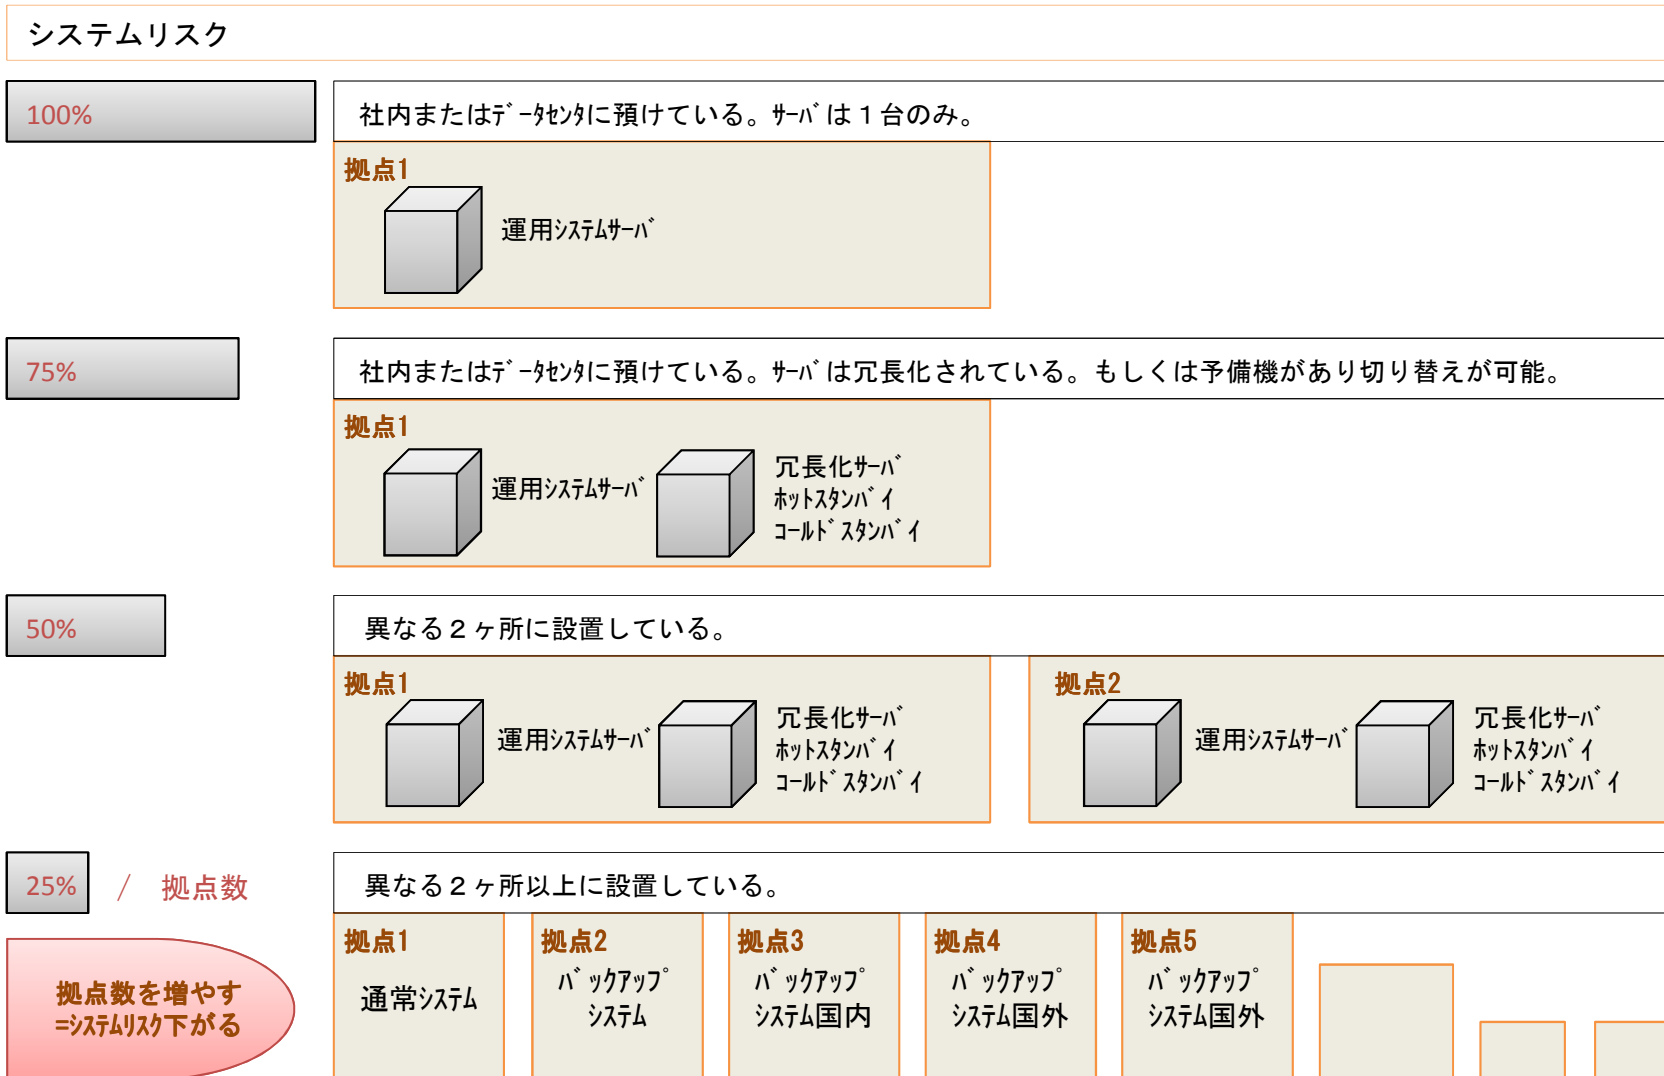 システムリスク
100%
社内またはﾃﾞｰﾀｾﾝﾀに預けている。ｻｰﾊﾞは１台のみ。
拠点1
運用ｼｽﾃﾑｻｰﾊﾞ
75%
社内またはﾃﾞｰﾀｾﾝﾀに預けている。ｻｰﾊﾞは冗長化されている。もしくは予備機があり切り替えが可能。
拠点1
運用ｼｽﾃﾑｻｰﾊﾞ
冗長化ｻｰﾊﾞ
ﾎｯﾄｽﾀﾝﾊﾞｲ
ｺｰﾙﾄﾞｽﾀﾝﾊﾞｲ
50%
異なる２ヶ所に設置している。
拠点1
運用ｼｽﾃﾑｻｰﾊﾞ
冗長化ｻｰﾊﾞ
ﾎｯﾄｽﾀﾝﾊﾞｲ
ｺｰﾙﾄﾞｽﾀﾝﾊﾞｲ
拠点2
運用ｼｽﾃﾑｻｰﾊﾞ
冗長化ｻｰﾊﾞ
ﾎｯﾄｽﾀﾝﾊﾞｲ
ｺｰﾙﾄﾞｽﾀﾝﾊﾞｲ
25% / 拠点数
異なる２ヶ所以上に設置している。
拠点数を増やす
=ｼｽﾃﾑﾘｽｸ下がる
拠点1
通常ｼｽﾃﾑ
拠点2
ﾊﾞｯｸｱｯﾌﾟ
ｼｽﾃﾑ
拠点3
ﾊﾞｯｸｱｯﾌﾟ
ｼｽﾃﾑ国内
拠点4
ﾊﾞｯｸｱｯﾌﾟ
ｼｽﾃﾑ国外
拠点5
ﾊﾞｯｸｱｯﾌﾟ
ｼｽﾃﾑ国外